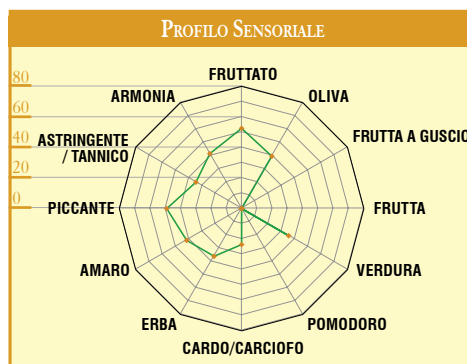 PROFILO SENSORIALE
80
60
40
20
0
FRUTTATO
OLIVA
FRUTTA A GUSCIO
FRUTTA
VERDURA
POMODORO
CARDO/CARCIOFO
ERBA
AMARO
PICCANTE
ASTRINGENTE
/ TANNICO
ARMONIA